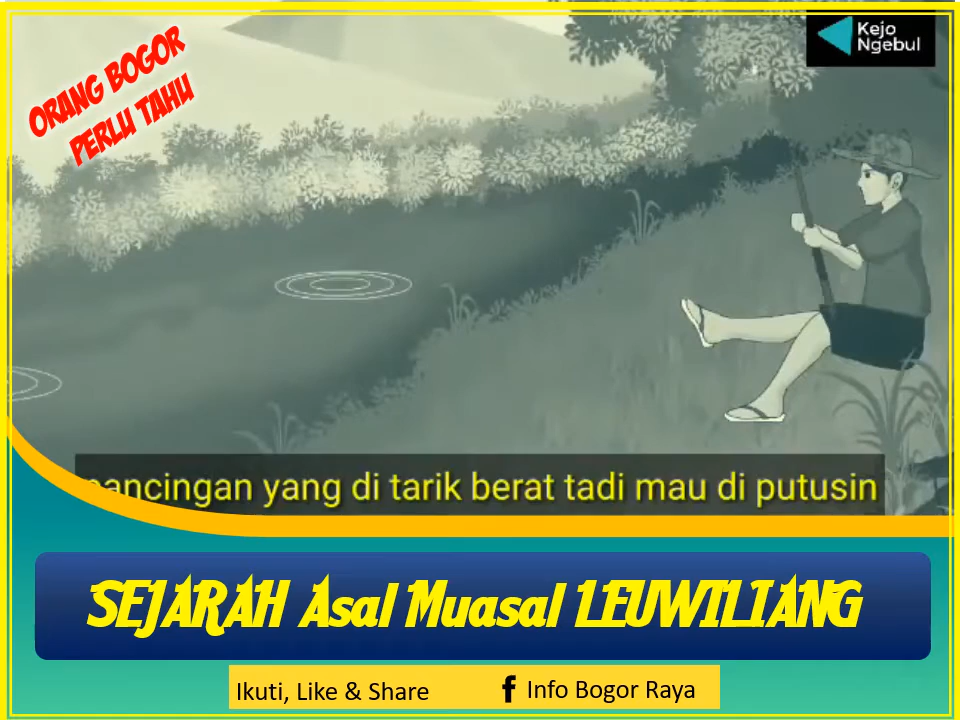 ORANG BOGOR
PERLU TAHU
Kejo
Ngebul
pancingan yang di tarik berat tadi mau di putusin
SEJARAH Asal Muasal LEUWILIANG
Ikuti, Like & Share
f Info Bogor Raya